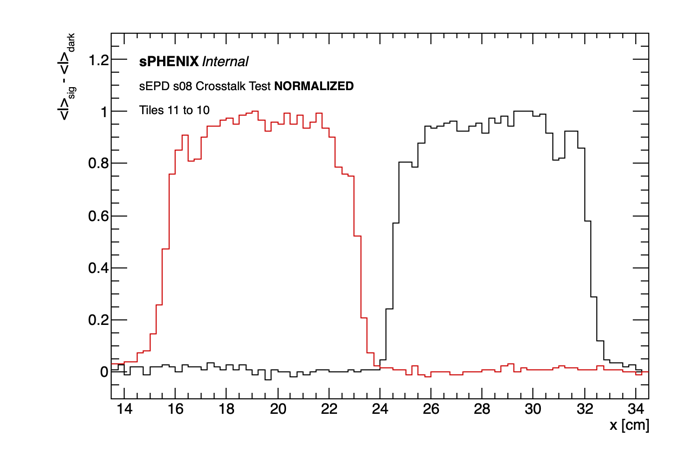 <I>sig - <I>dark
1.2
sPHENIX Internal
sEPD s08 Crosstalk Test NORMALIZED
Tiles 11 to 10
1
0.8
0.6
0.4
0.2
0
14 16 18 20 22 24 26 28 30 32 34
x [cm]